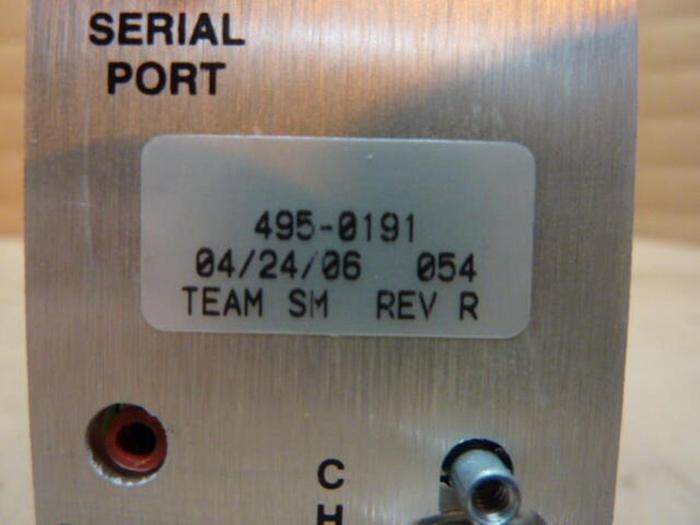 SERIAL
PORT
495-0191
04/24/06 054
TEAM SM REV R
C
H